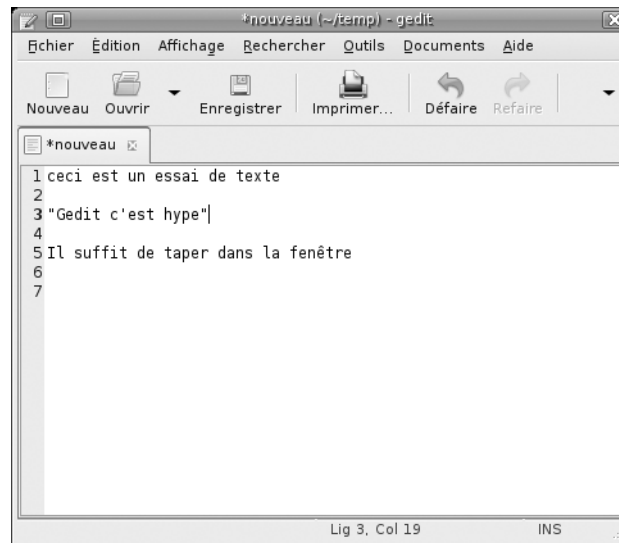 *nouveau (~/temp) - gedit
Fichier Édition Affichage Rechercher Outils Documents Aide
Nouveau Ouvrir Enregistrer Imprimer... Défaire Refaire
*nouveau
1 ceci est un essai de texte
2
3 "Gedit c'est hype"
4
5 Il suffit de taper dans la fenêtre
6
7
Lig 3, Col 19 INS